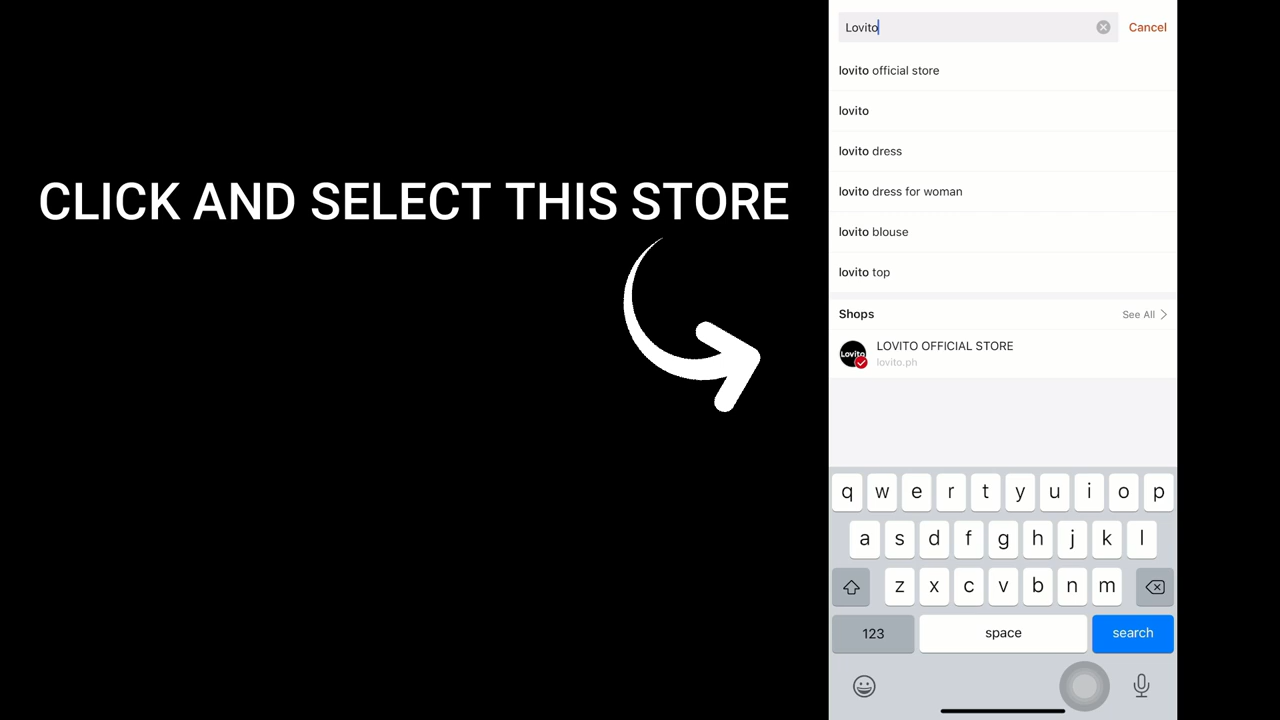 CLICK AND SELECT THIS STORE
Lovito
Cancel
lovito official store
lovito
lovito dress
lovito dress for woman
lovito blouse
lovito top
Shops
See All
Lovito
LOVITO OFFICIAL STORE
lovito.ph
q w e r t y u i o p
a s d f g h j k l
z x c v b n m
123 space search